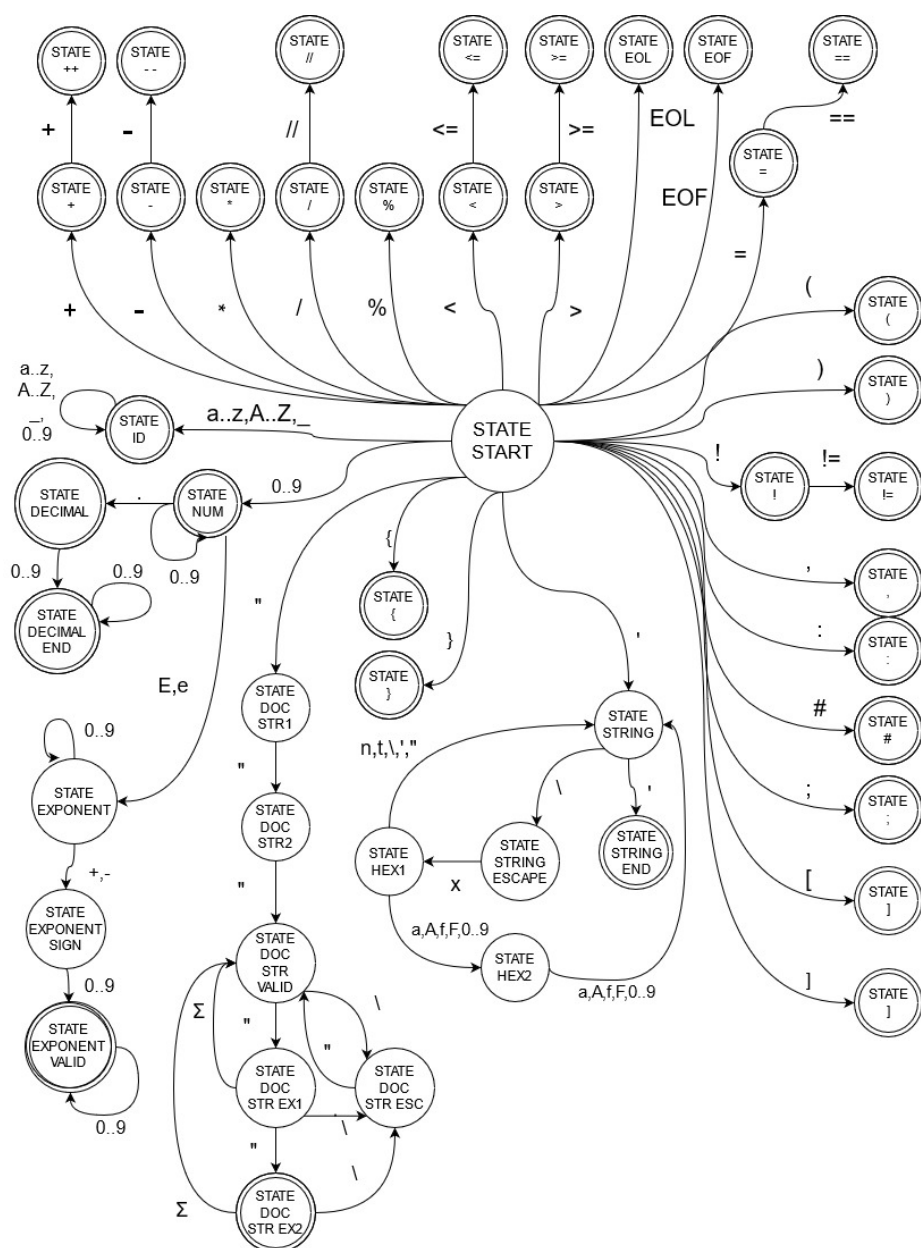 STATE
++
STATE
--
STATE
//
STATE
<=
STATE
>=
STATE
EOL
STATE
EOF
STATE
==
+
-
//
<=
>=
EOL
==
STATE
+
STATE
-
STATE
*
STATE
/
STATE
%
STATE
<
STATE
>
EOF
STATE
=
+
-
*
/
%
<
>
=
(
STATE
(
)
STATE
)
a..z,
A..Z,
_,
0..9
STATE
ID
a..z,A..Z,_
STATE
START
!
STATE
!
!=
STATE
!=
STATE
DECIMAL
.
STATE
NUM
0..9
0..9
0..9
0..9
STATE
DECIMAL
END
{
STATE
{
}
STATE
}
"
'
,
STATE
,
:
STATE
:
#
STATE
#
;
STATE
;
[
STATE
]
]
STATE
]
E,e
0..9
STATE
EXPONENT
+,-
STATE
EXPONENT
SIGN
0..9
STATE
EXPONENT
VALID
0..9
STATE
DOC
STR1
"
STATE
DOC
STR2
"
STATE
DOC
STR
VALID
Σ
"
"
\
STATE
DOC
STR EX1
STATE
DOC
STR ESC
. \
"
\
Σ
STATE
DOC
STR EX2
STATE
STRING
n,t,\,',"
\
'
STATE
HEX1
x
STATE
STRING
ESCAPE
STATE
STRING
END
a,A,f,F,0..9
STATE
HEX2
a,A,f,F,0..9